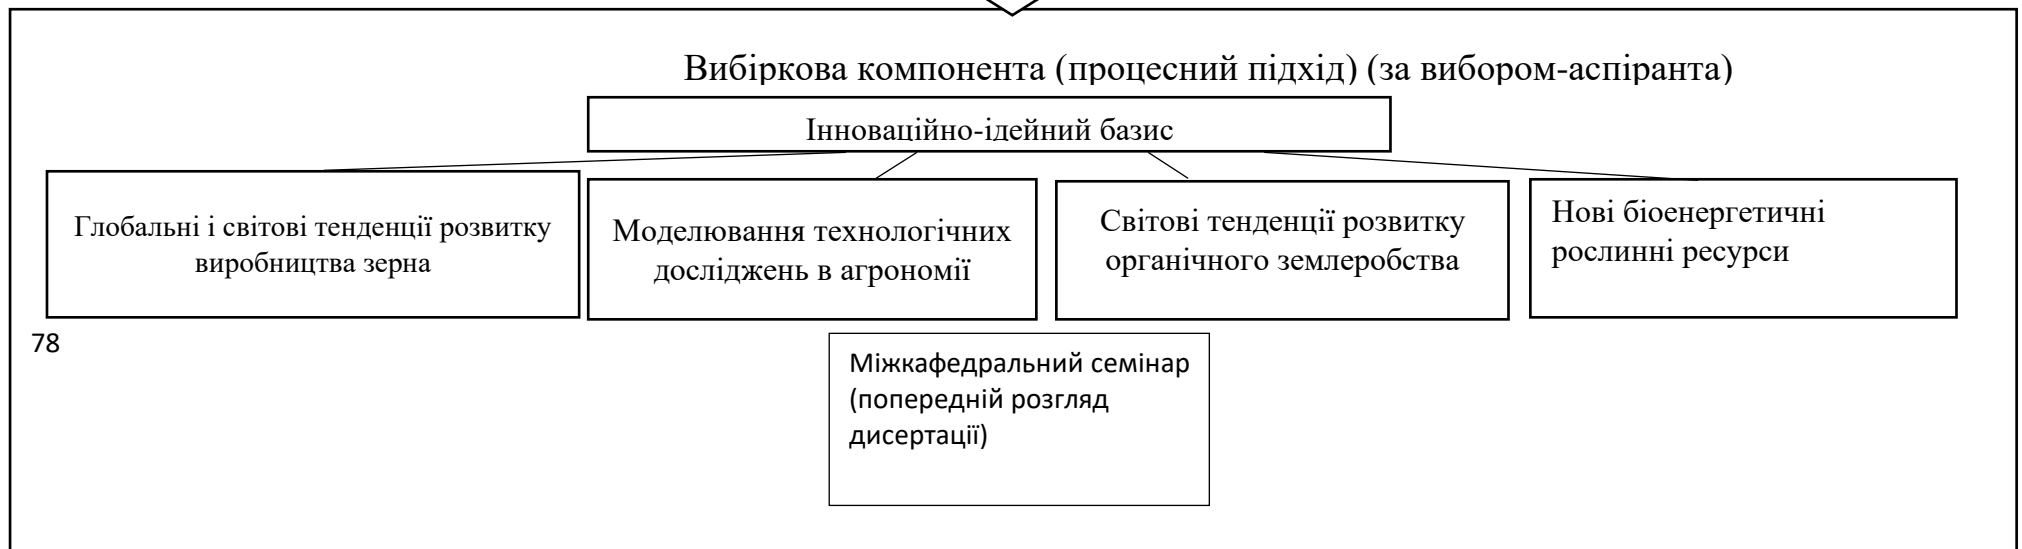 Вибіркова компонента (процесний підхід) (за вибором-аспіранта)
Інноваційно-ідейний базис
Глобальні і світові тенденції розвитку
виробництва зерна
Моделювання технологічних
досліджень в агрономії
Світові тенденції розвитку
органічного землеробства
Нові біоенергетичні
рослинні ресурси
78
Міжкафедральний семінар
(попередній розгляд
дисертації)